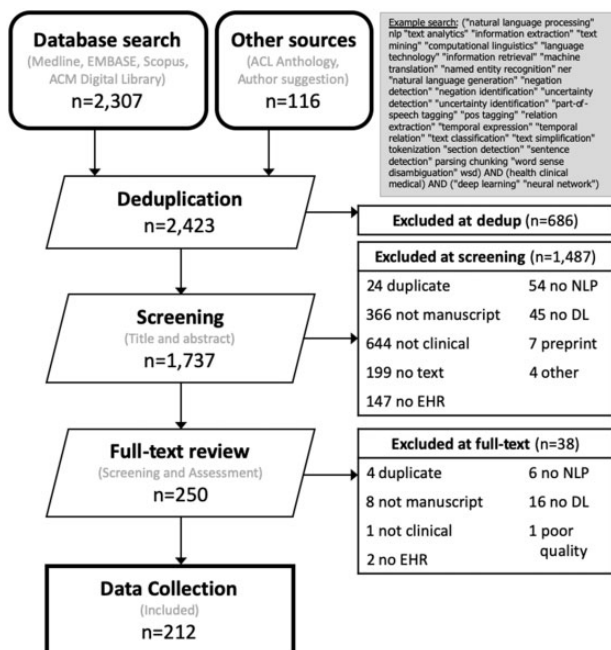 Database search
(Medline, EMBASE, Scopus,
ACM Digital Library)
n=2,307
Other sources
(ACL Anthology,
Author suggestion)
n=116
Example search: ("natural language processing"
nlp "text analytics" "information extraction" "text
mining" "computational linguistics" "language
technology" "information retrieval" "machine
translation" "named entity recognition" ner
"natural language generation" "negation
detection" "negation identification" "uncertainty
detection" "uncertainty identification" "part-of-
speech tagging" "pos tagging" "relation
extraction" "temporal expression" "temporal
relation" "text classification" "text simplification"
tokenization "section detection" "sentence
detection" parsing chunking "word sense
disambiguation" wsd) AND (health clinical
medical) AND ("deep learning" "neural network")
Deduplication
n=2,423
Excluded at dedup (n=686)
Screening
(Title and abstract)
n=1,737
Excluded at screening (n=1,487)
24 duplicate
366 not manuscript
644 not clinical
199 no text
147 no EHR
54 no NLP
45 no DL
7 preprint
4 other
Full-text review
(Screening and Assessment)
n=250
Excluded at full-text (n=38)
4 duplicate
8 not manuscript
1 not clinical
2 no EHR
6 no NLP
16 no DL
1 poor
quality
Data Collection
(Included)
n=212